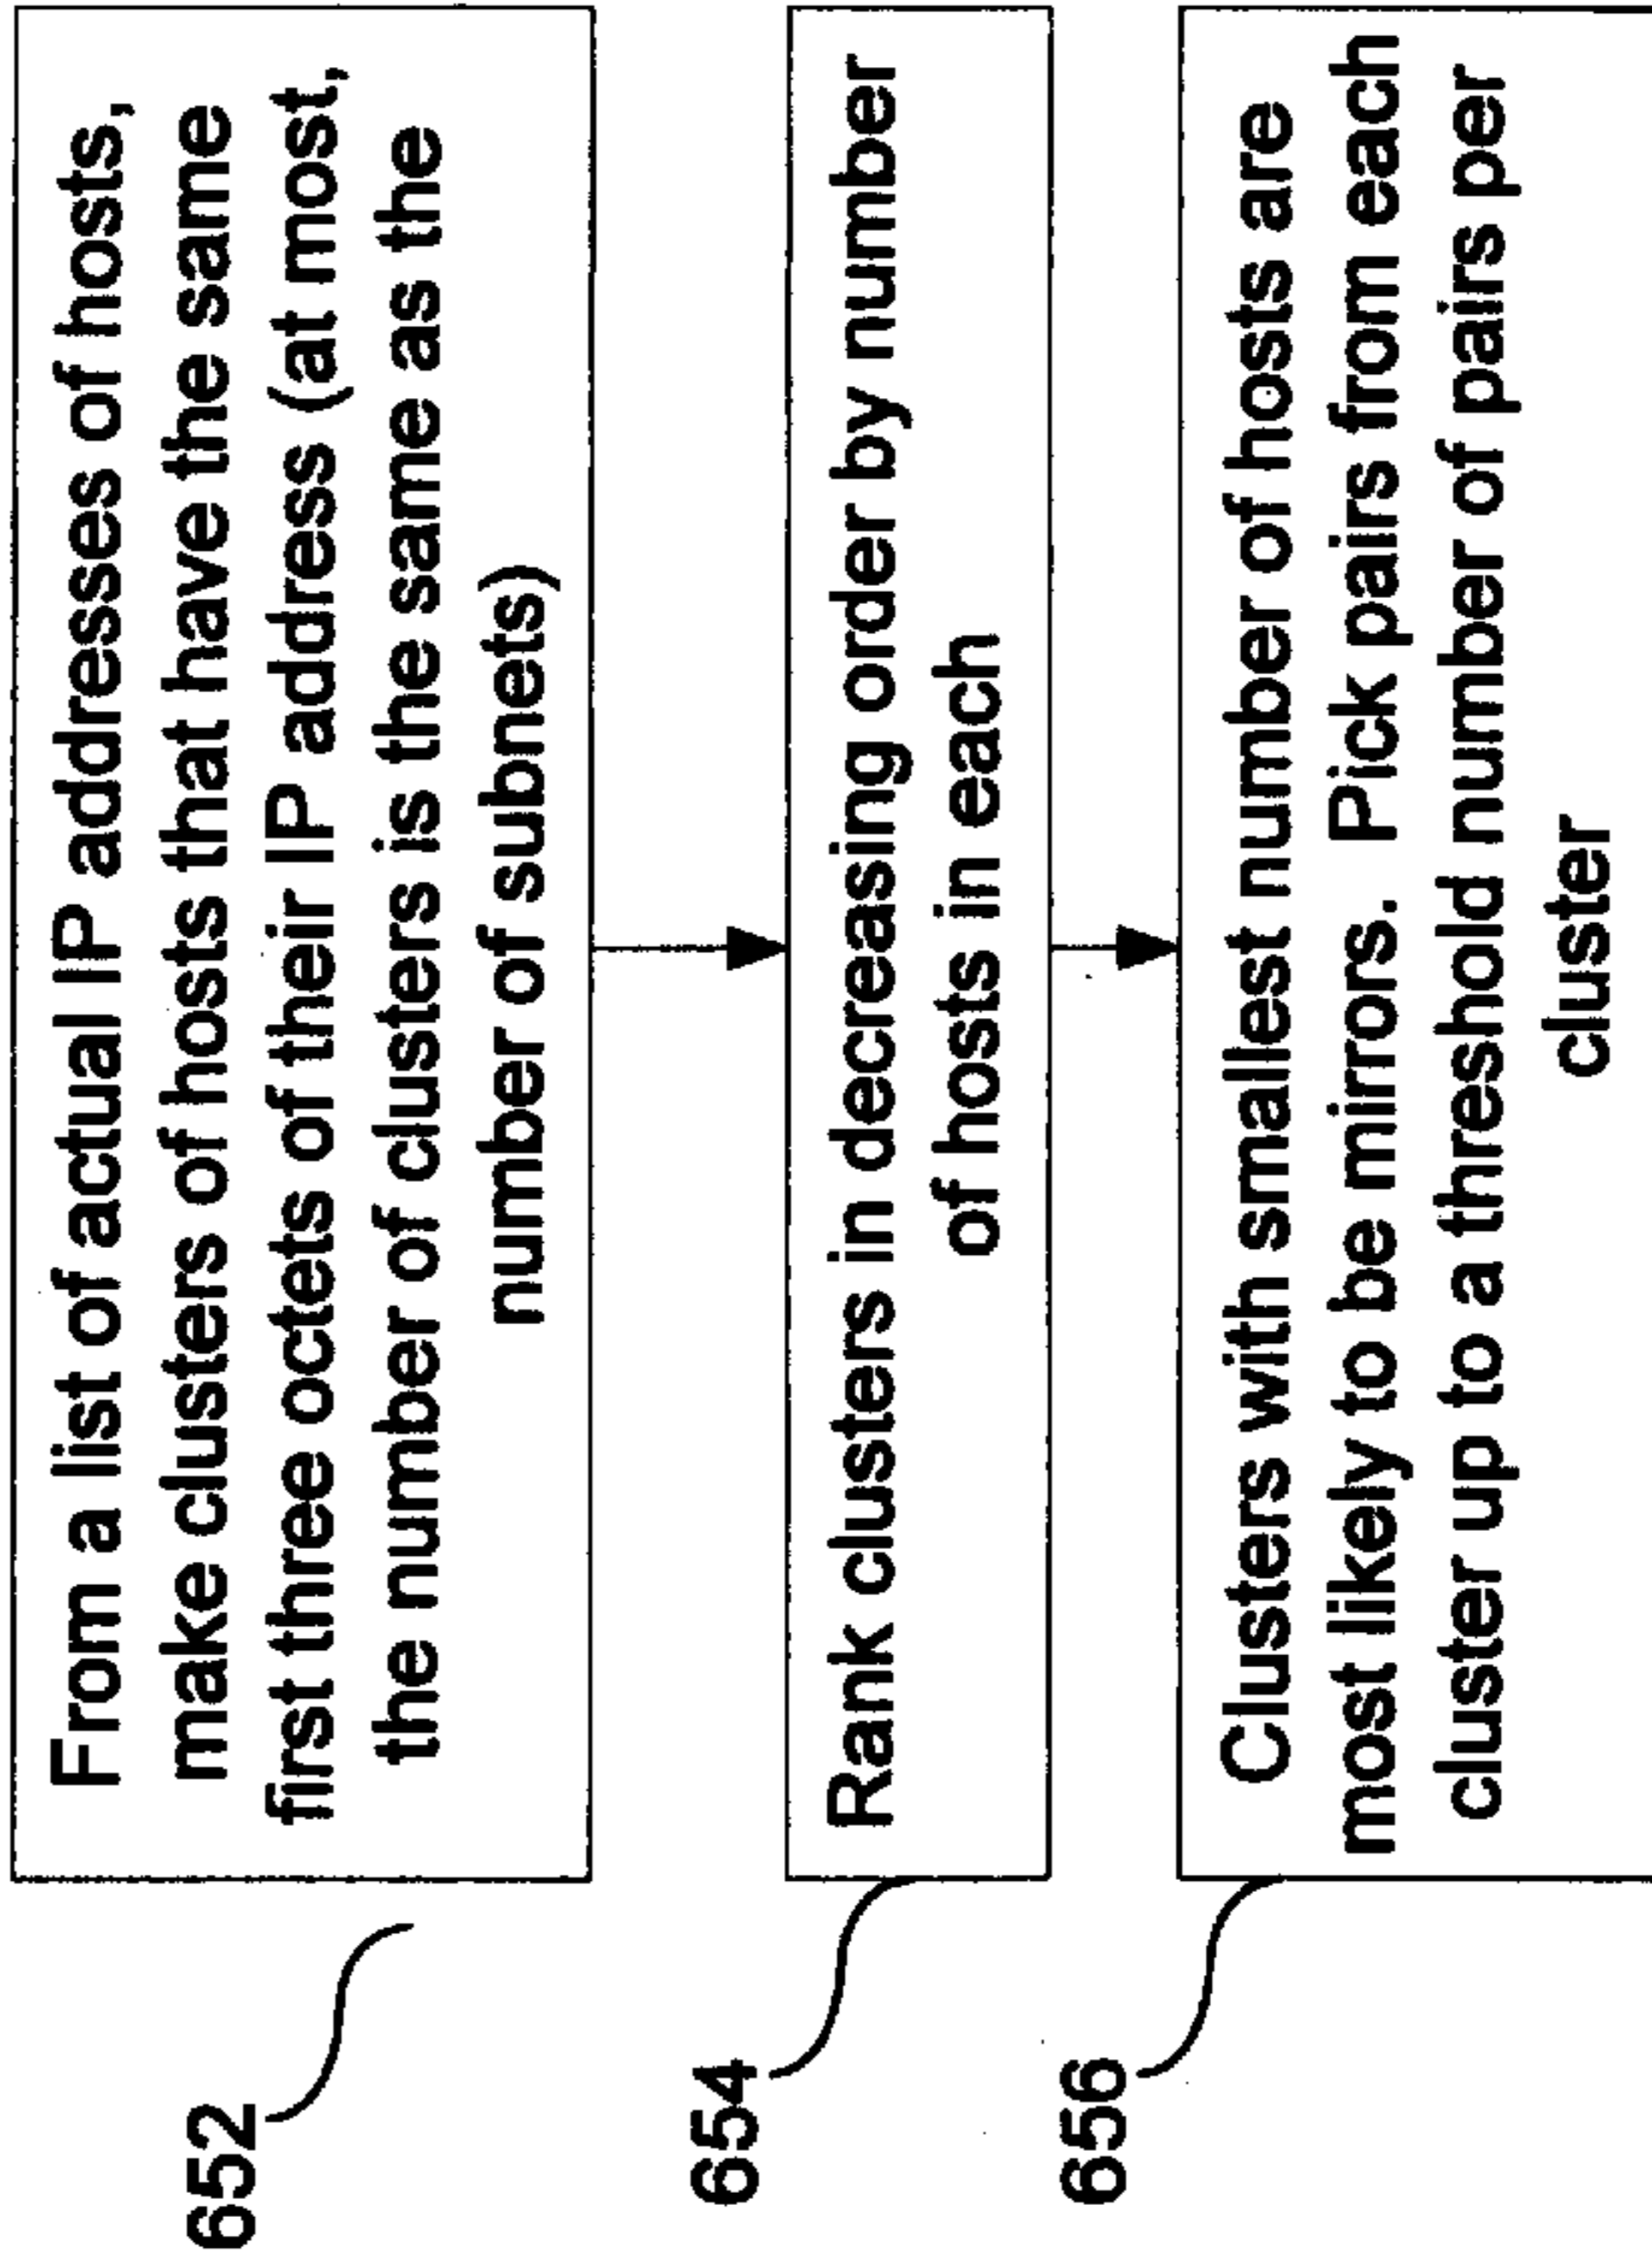 652
From a list of actual IP addresses of hosts,
make clusters of hosts that have the same
first three octets of their IP address (at most,
the number of clusters is the same as the
number of subnets)
654
Rank clusters in decreasing order by number
of hosts in each
656
Clusters with smallest number of hosts are
most likely to be mirrors. Pick pairs from each
cluster up to a threshold number of pairs per
cluster